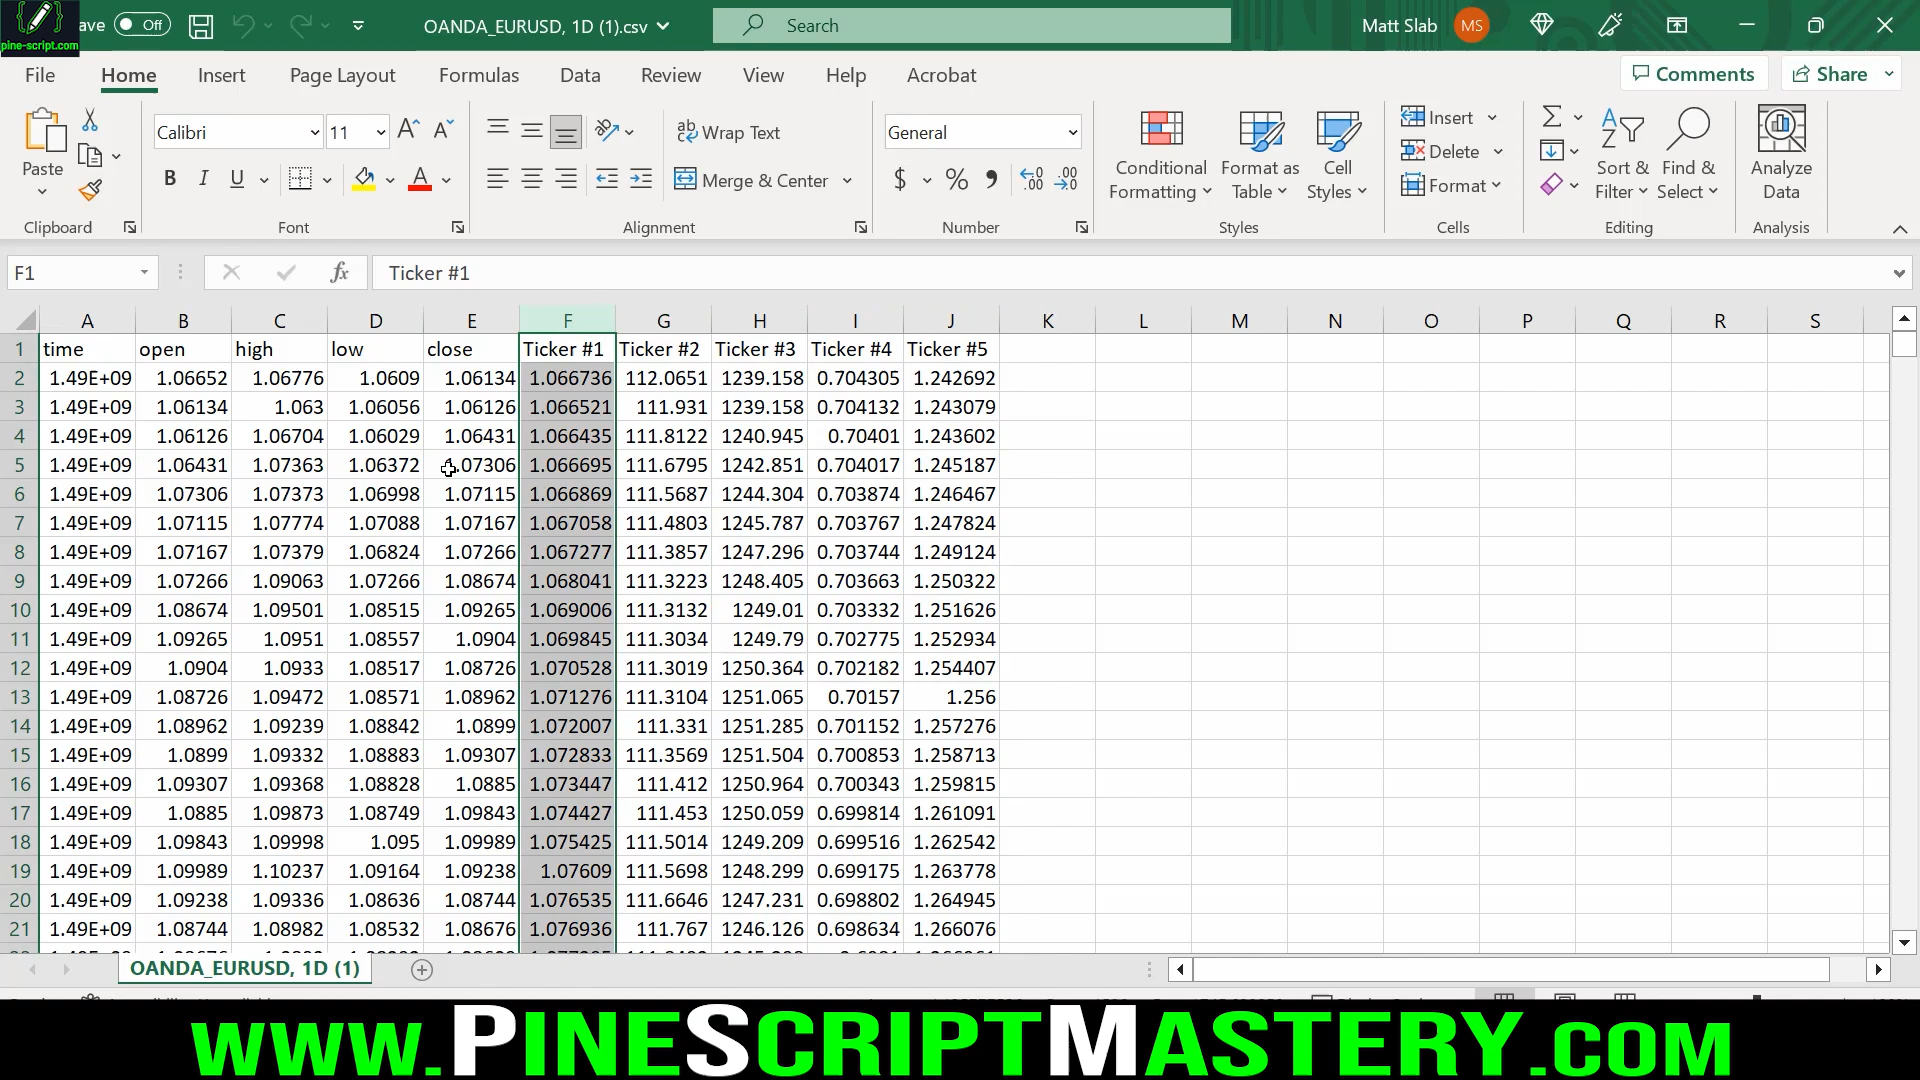 pine-script.com
ave Off OANDA_EURUSD, 1D (1).csv Search Matt Slab MS
File Home Insert Page Layout Formulas Data Review View Help Acrobat Comments Share
Paste
Calibri 11
B I U A
ab Wrap Text
Merge & Center
General
$ % , .00
Conditional Formatting
Format as Table
Cell Styles
Insert
Delete
Format
Sort & Filter
Find & Select
Analyze Data
Clipboard Font Alignment Number Styles Cells Editing Analysis
F1 fx Ticker #1
A B C D E F G H I J K L M N O P Q R S
1 time open high low close Ticker #1 Ticker #2 Ticker #3 Ticker #4 Ticker #5
2 1.49E+09 1.06652 1.06776 1.0609 1.06134 1.066736 112.0651 1239.158 0.704305 1.242692
3 1.49E+09 1.06134 1.063 1.06056 1.06126 1.066521 111.931 1239.158 0.704132 1.243079
4 1.49E+09 1.06126 1.06704 1.06029 1.06431 1.066435 111.8122 1240.945 0.70401 1.243602
5 1.49E+09 1.06431 1.07363 1.06372 1.07306 1.066695 111.6795 1242.851 0.704017 1.245187
6 1.49E+09 1.07306 1.07373 1.06998 1.07115 1.066869 111.5687 1244.304 0.703874 1.246467
7 1.49E+09 1.07115 1.07774 1.07088 1.07167 1.067058 111.4803 1245.787 0.703767 1.247824
8 1.49E+09 1.07167 1.07379 1.06824 1.07266 1.067277 111.3857 1247.296 0.703744 1.249124
9 1.49E+09 1.07266 1.09063 1.07266 1.08674 1.068041 111.3223 1248.405 0.703663 1.250322
10 1.49E+09 1.08674 1.09501 1.08515 1.09265 1.069006 111.3132 1249.01 0.703332 1.251626
11 1.49E+09 1.09265 1.0951 1.08557 1.0904 1.069845 111.3034 1249.79 0.702775 1.252934
12 1.49E+09 1.0904 1.0933 1.08517 1.08726 1.070528 111.3019 1250.364 0.702182 1.254407
13 1.49E+09 1.08726 1.09472 1.08571 1.08962 1.071276 111.3104 1251.065 0.70157 1.256
14 1.49E+09 1.08962 1.09239 1.08842 1.0899 1.072007 111.331 1251.285 0.701152 1.257276
15 1.49E+09 1.0899 1.09332 1.08883 1.09307 1.072833 111.3569 1251.504 0.700853 1.258713
16 1.49E+09 1.09307 1.09368 1.08828 1.0885 1.073447 111.412 1250.964 0.700343 1.259815
17 1.49E+09 1.0885 1.09873 1.08749 1.09843 1.074427 111.453 1250.059 0.699814 1.261091
18 1.49E+09 1.09843 1.09998 1.095 1.09989 1.075425 111.5014 1249.209 0.699516 1.262542
19 1.49E+09 1.09989 1.10237 1.09164 1.09238 1.07609 111.5698 1248.299 0.699175 1.263778
20 1.49E+09 1.09238 1.09336 1.08636 1.08744 1.076535 111.6646 1247.231 0.698802 1.264945
21 1.49E+09 1.08744 1.08982 1.08532 1.08676 1.076936 111.767 1246.126 0.698634 1.266076
OANDA_EURUSD, 1D (1)
www.PineScriptMastery.com